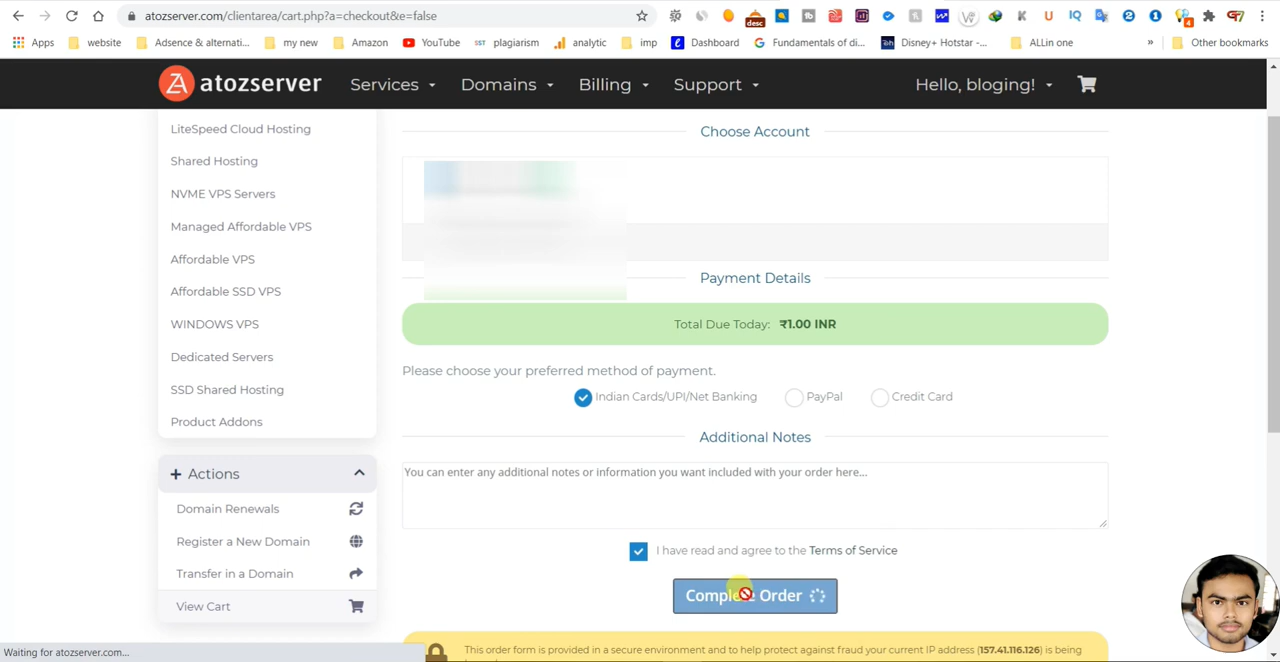 atozserver.com/clientarea/cart.php?a=checkout&e=false
desc
4
Apps website Adsence & alternati... my new Amazon YouTube SST plagiarism analytic imp Dashboard Fundamentals of di... Disney+ Hotstar -... ALLin one » Other bookmarks
atozserver Services Domains Billing Support Hello, bloging!
LiteSpeed Cloud Hosting
Shared Hosting
NVME VPS Servers
Managed Affordable VPS
Affordable VPS
Affordable SSD VPS
WINDOWS VPS
Dedicated Servers
SSD Shared Hosting
Product Addons
Actions
Domain Renewals
Register a New Domain
Transfer in a Domain
View Cart
Choose Account
Payment Details
Total Due Today: ₹1.00 INR
Please choose your preferred method of payment.
Indian Cards/UPI/Net Banking PayPal Credit Card
Additional Notes
You can enter any additional notes or information you want included with your order here...
I have read and agree to the Terms of Service
Complete Order
This order form is provided in a secure environment and to help protect against fraud your current IP address (157.41.116.126) is being
Waiting for atozserver.com...